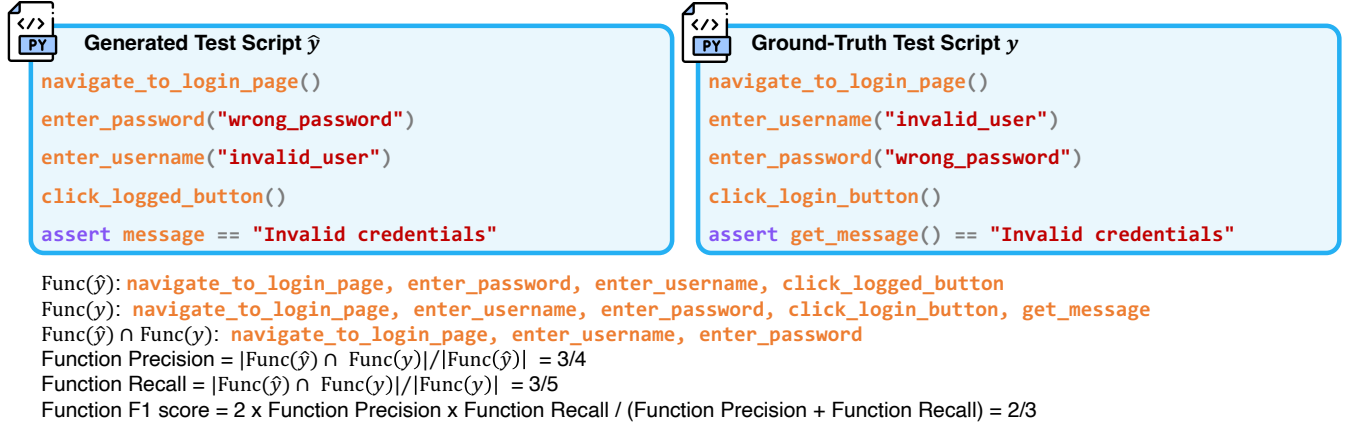 </>
PY
Generated Test Script ŷ
navigate_to_login_page()
enter_password("wrong_password")
enter_username("invalid_user")
click_logged_button()
assert message == "Invalid credentials"
</>
PY
Ground-Truth Test Script y
navigate_to_login_page()
enter_username("invalid_user")
enter_password("wrong_password")
click_login_button()
assert get_message() == "Invalid credentials"
Func(ŷ): navigate_to_login_page, enter_password, enter_username, click_logged_button
Func(y): navigate_to_login_page, enter_username, enter_password, click_login_button, get_message
Func(ŷ) ∩ Func(y): navigate_to_login_page, enter_username, enter_password
Function Precision = |Func(ŷ) ∩ Func(y)|/|Func(ŷ)| = 3/4
Function Recall = |Func(ŷ) ∩ Func(y)|/|Func(y)| = 3/5
Function F1 score = 2 x Function Precision x Function Recall / (Function Precision + Function Recall) = 2/3